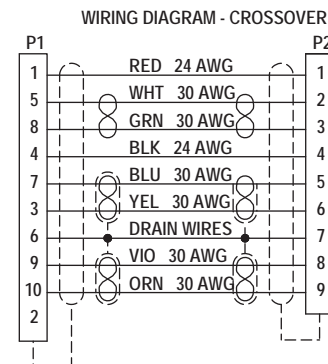 WIRING DIAGRAM - CROSSOVER
P1 P2
1 RED 24 AWG 1
5 WHT 30 AWG 2
8 GRN 30 AWG 3
4 BLK 24 AWG 4
7 BLU 30 AWG 5
3 YEL 30 AWG 6
6 DRAIN WIRES 7
9 VIO 30 AWG 8
10 ORN 30 AWG 9
2